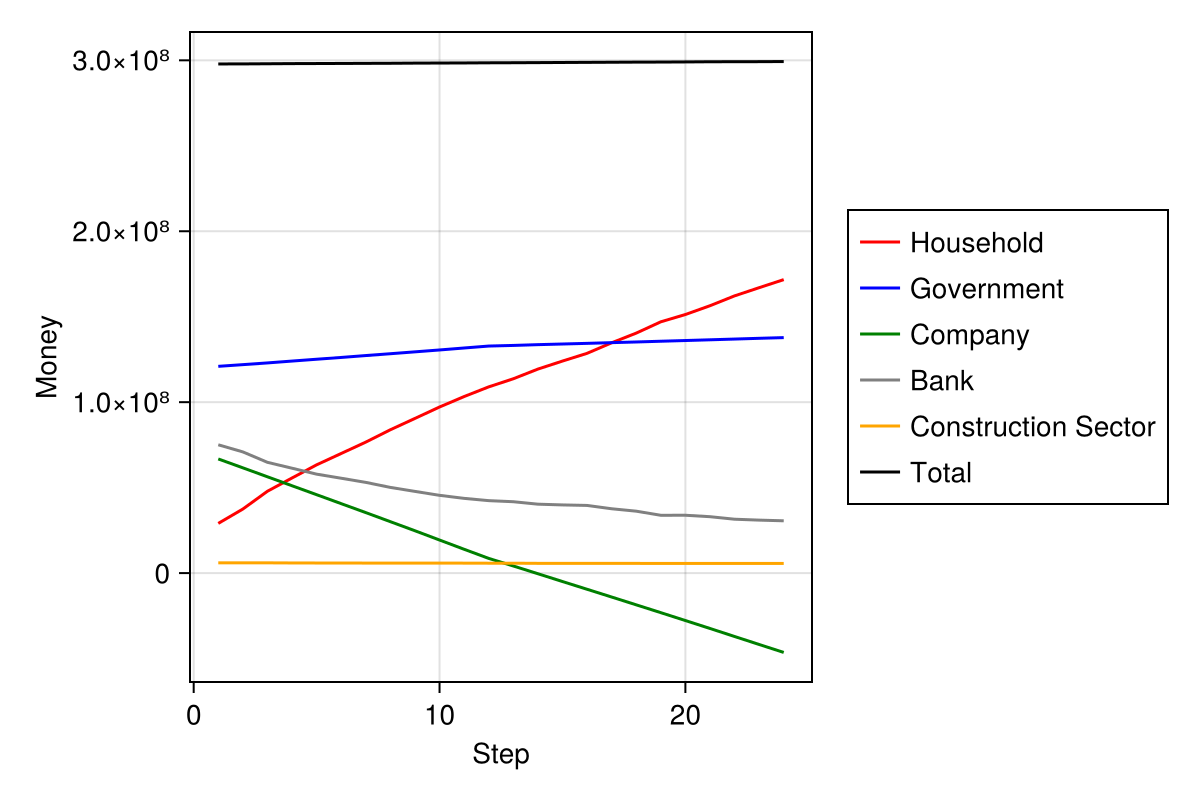 3.0×10⁸
2.0×10⁸
1.0×10⁸
0
Money
0 10 20
Step
Household
Government
Company
Bank
Construction Sector
Total